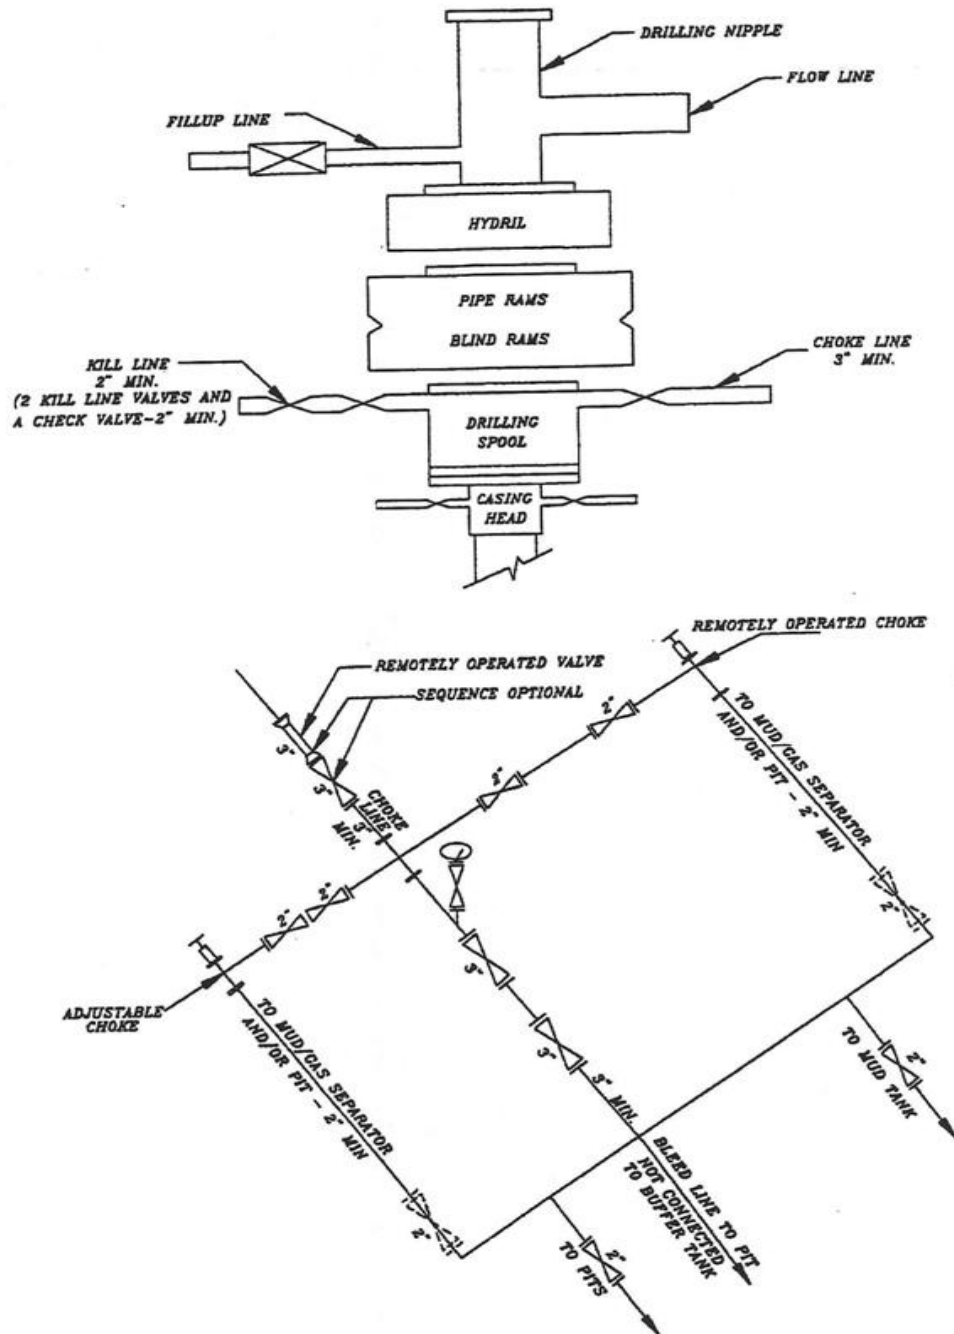 DRILLING NIPPLE
FLOW LINE
FILLUP LINE
HYDRIL
PIPE RAMS
BLIND RAMS
KILL LINE
2" MIN.
(2 KILL LINE VALVES AND
A CHECK VALVE-2" MIN.)
CHOKE LINE
3" MIN.
DRILLING
SPOOL
CASING
HEAD
REMOTELY OPERATED CHOKE
REMOTELY OPERATED VALVE
SEQUENCE OPTIONAL
3"
3"
CHOKE
LINE
3"
MIN.
2"
2"
TO MUD/GAS SEPARATOR
AND/OR PIT - 2" MIN
2"
2"
2"
ADJUSTABLE
CHOKE
TO MUD/GAS SEPARATOR
AND/OR PIT - 2" MIN
2"
3"
3"
3" MIN.
BLEED LINE TO PIT
NOT CONNECTED
TO BUFFER TANK
2"
TO MUD TANK
2"
TO PITS